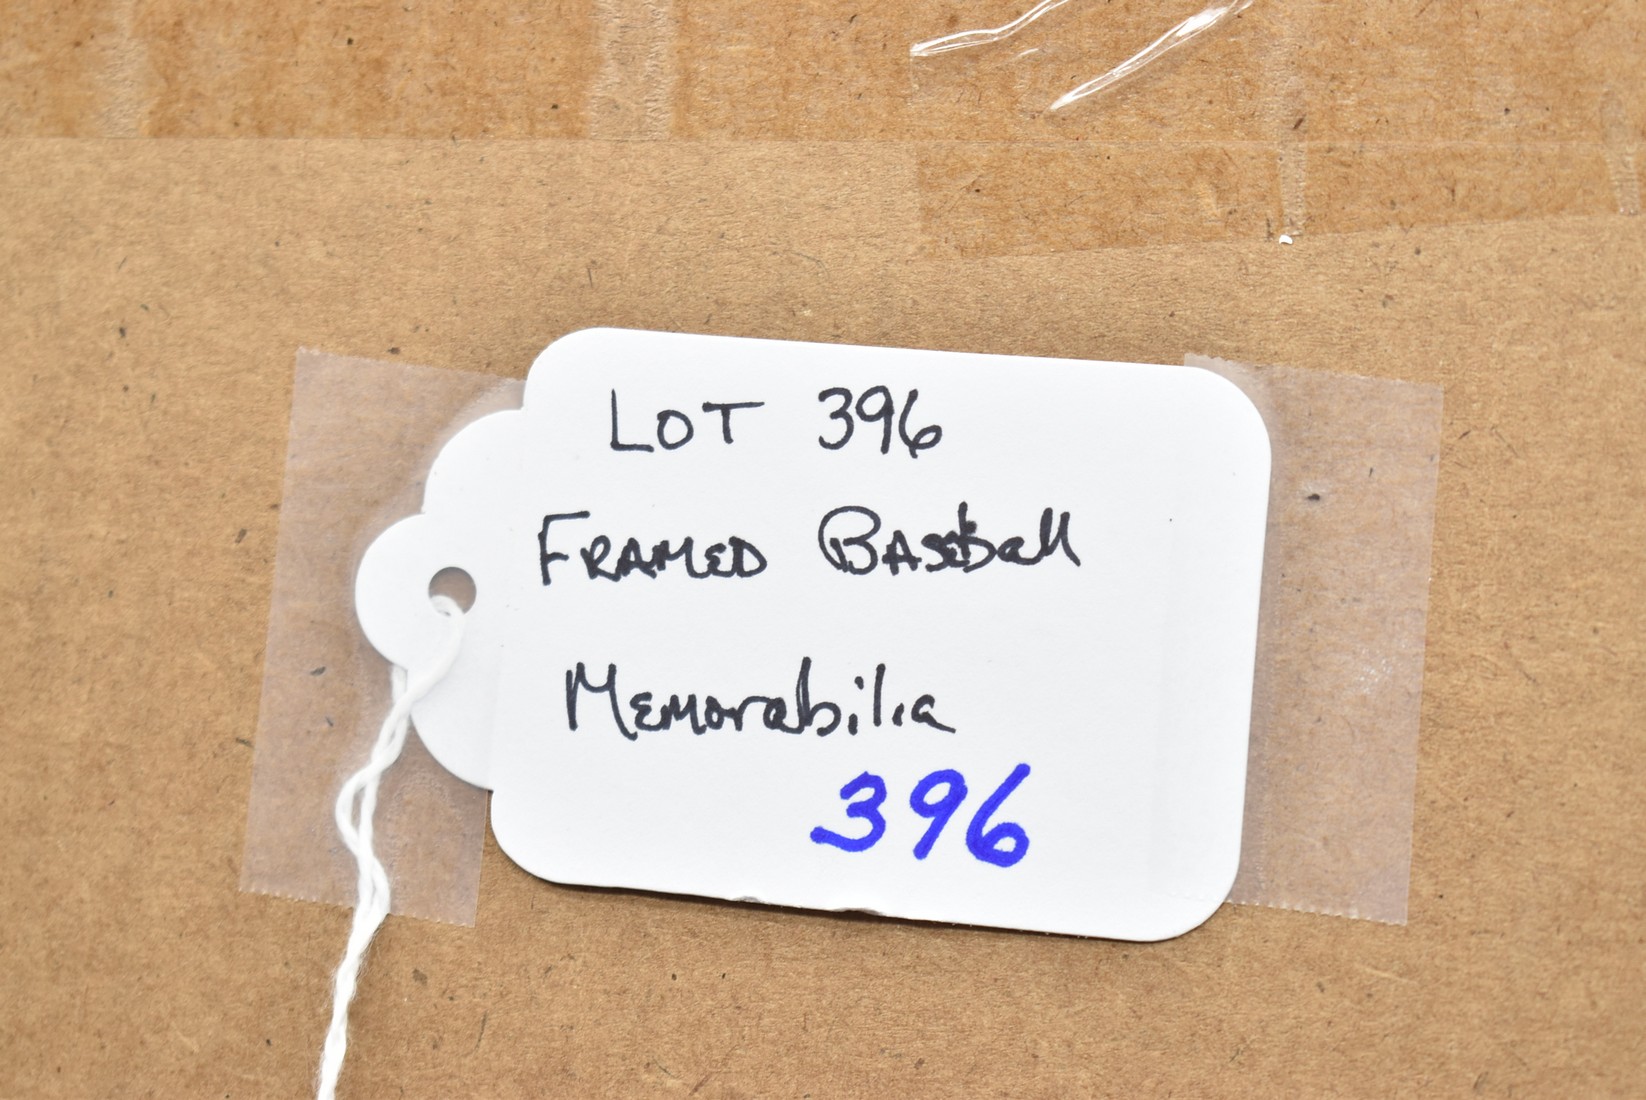 LOT 396
FRAMED BASEBall
Memorabilia
396